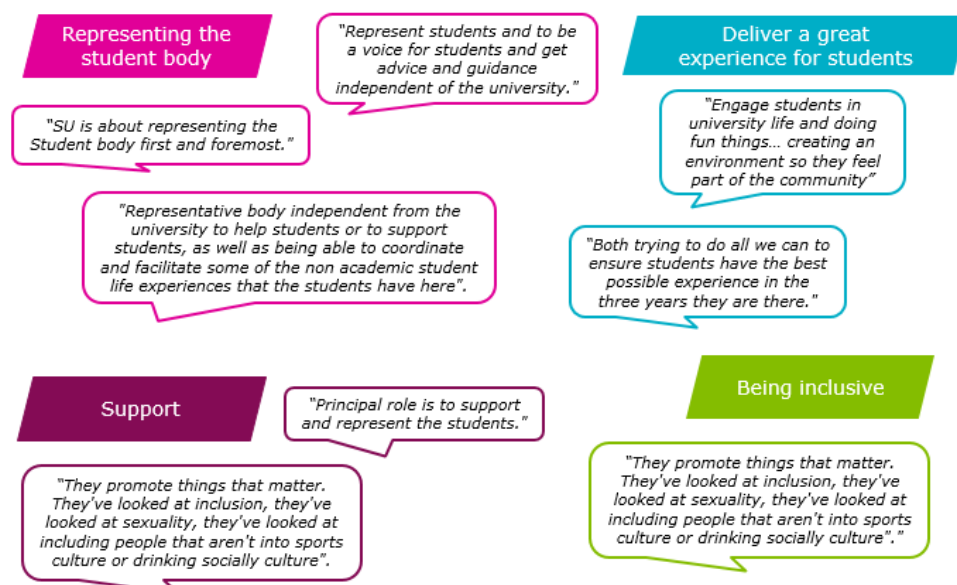 Representing the
student body
"Represent students and to be
a voice for students and get
advice and guidance
independent of the university."
Deliver a great
experience for students
"SU is about representing the
Student body first and foremost."
"Engage students in
university life and doing
fun things… creating an
environment so they feel
part of the community"
"Representative body independent from the
university to help students or to support
students, as well as being able to coordinate
and facilitate some of the non academic student
life experiences that the students have here".
"Both trying to do all we can to
ensure students have the best
possible experience in the
three years they are there."
Support
"Principal role is to support
and represent the students."
Being inclusive
"They promote things that matter.
They've looked at inclusion, they've
looked at sexuality, they've looked at
including people that aren't into sports
culture or drinking socially culture".
"They promote things that matter.
They've looked at inclusion, they've
looked at sexuality, they've looked at
including people that aren't into sports
culture or drinking socially culture"."